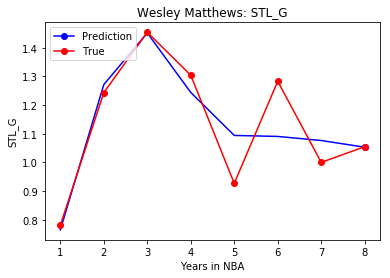 Wesley Matthews: STL_G
Prediction
True
STL_G
1.4
1.3
1.2
1.1
1.0
0.9
0.8
1 2 3 4 5 6 7 8
Years in NBA